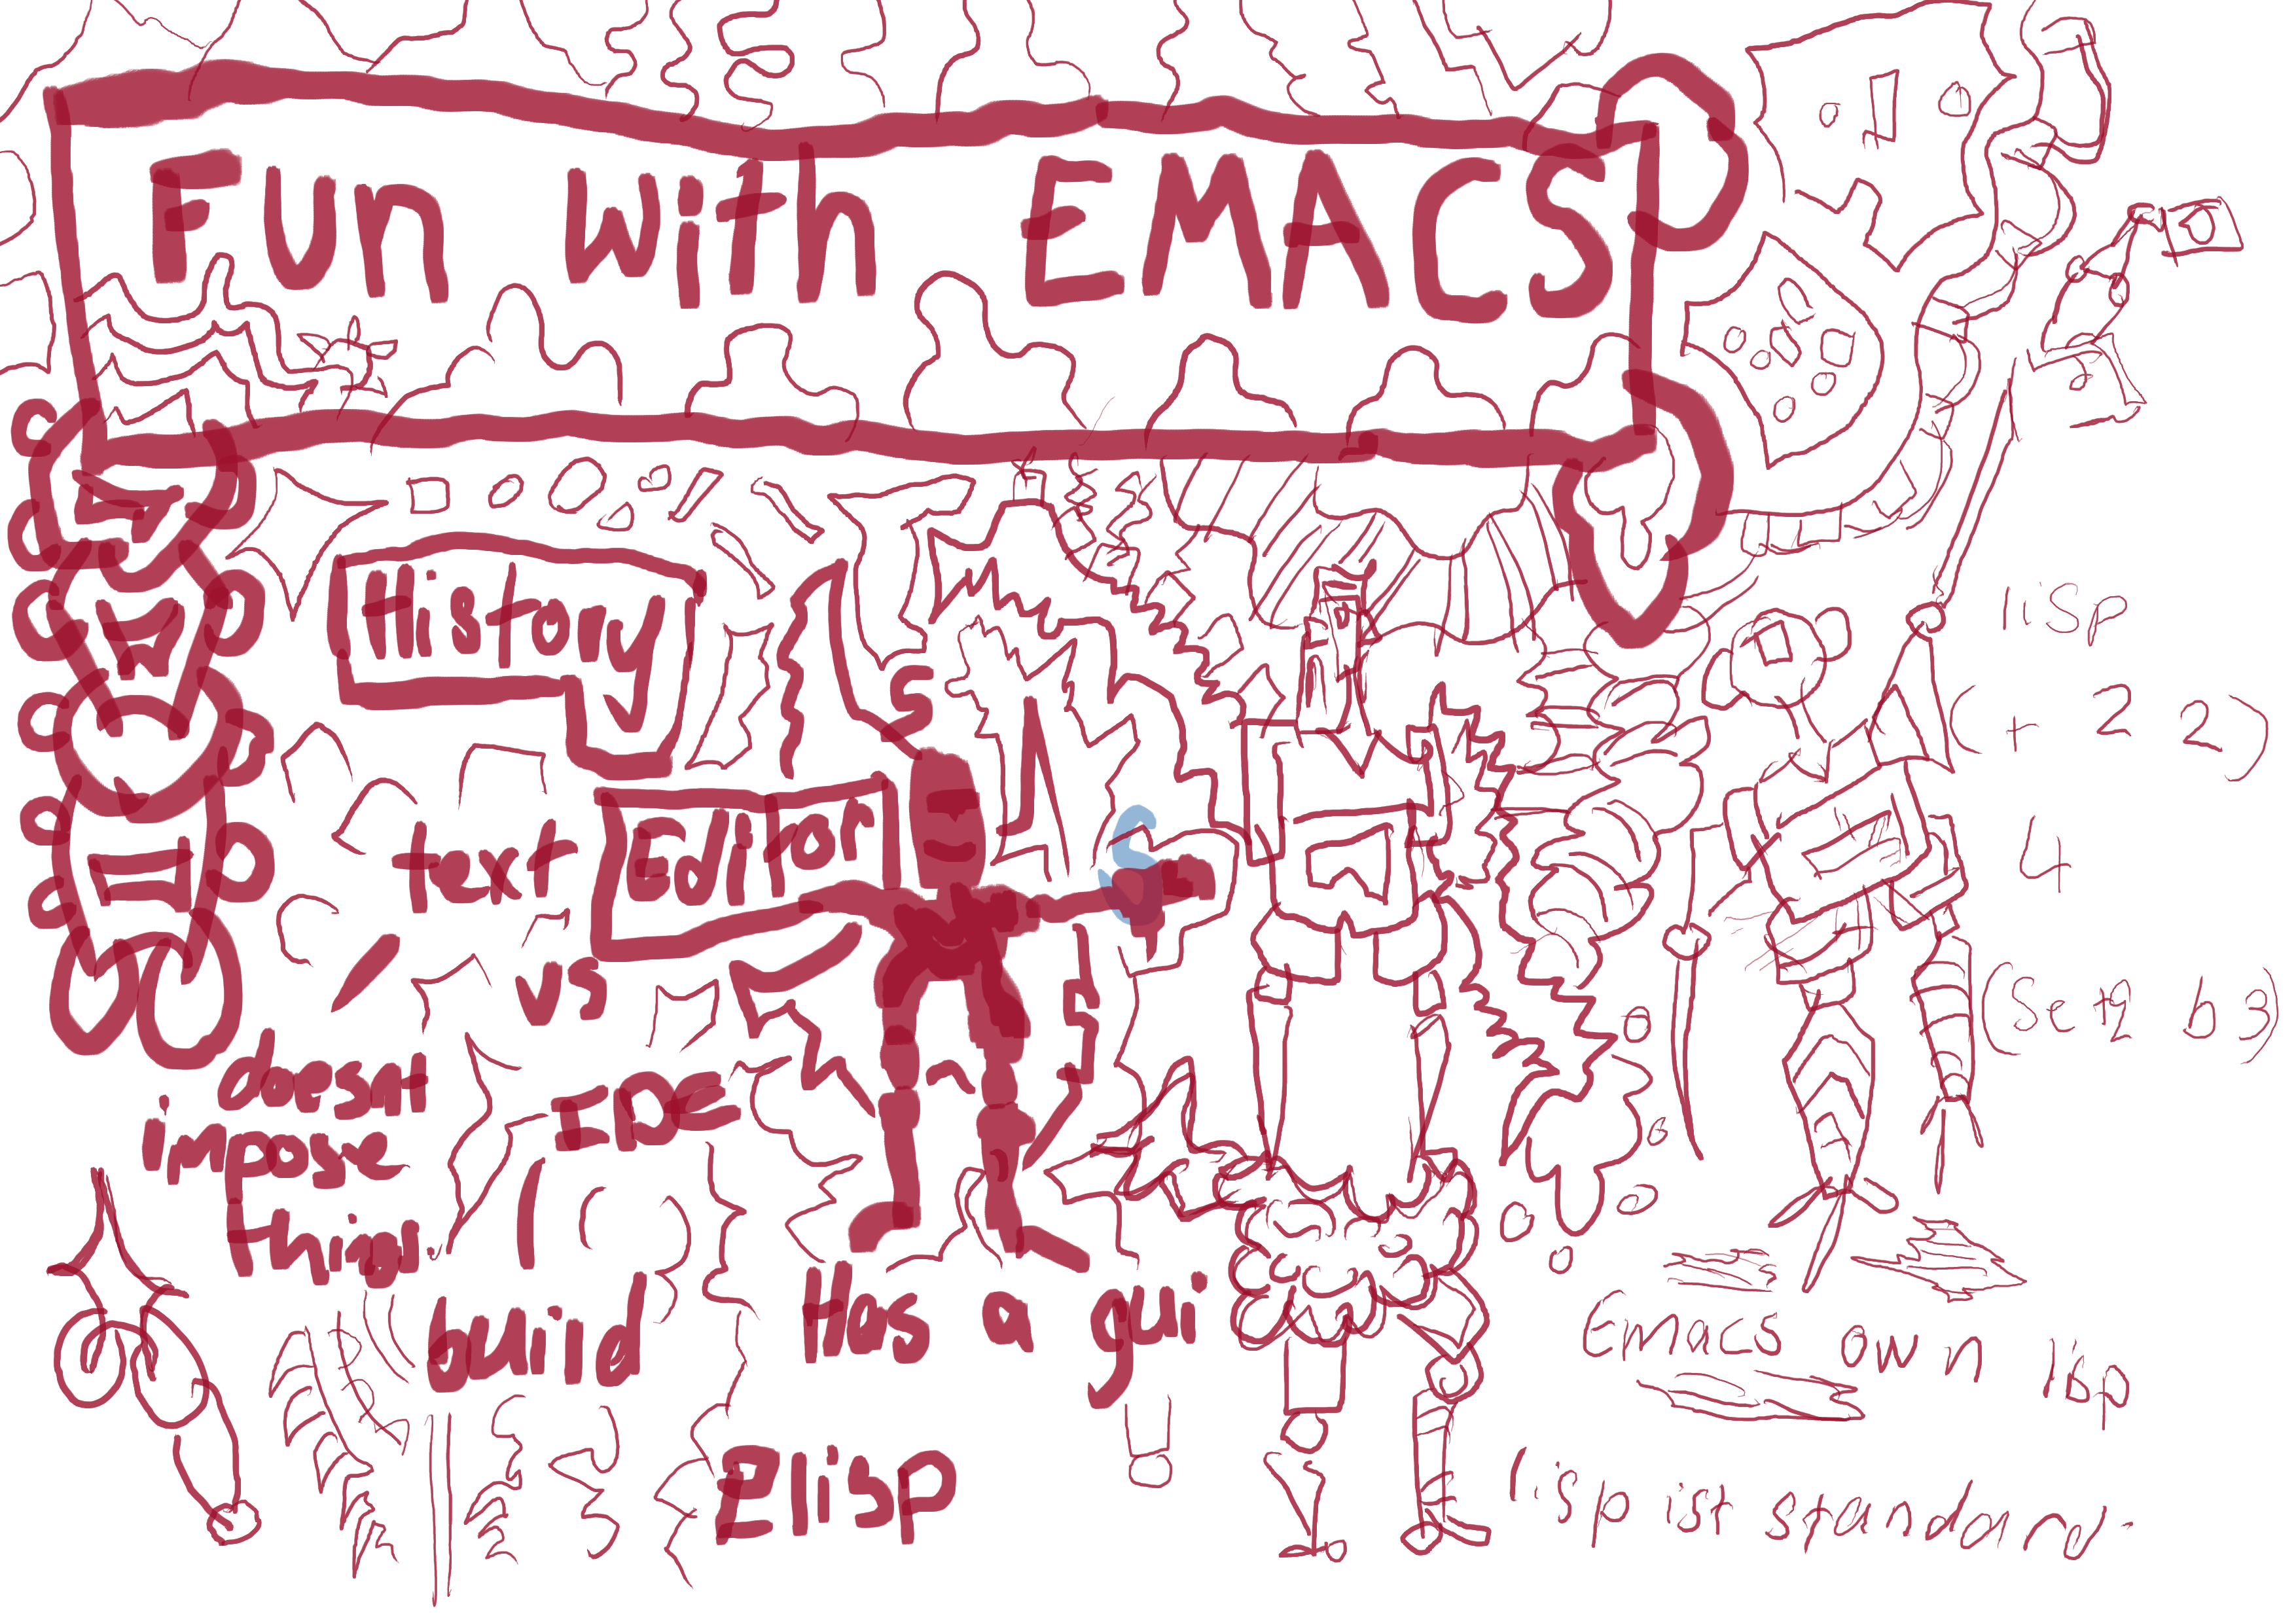 Fun with EMACS
History
text Editor
vs
IDE
doesnt
impose
things.
build
Has a gui
Elisp
lisp
(+ 2 2)
4
b 3)
Emacs own lisp
lisp ist standard.